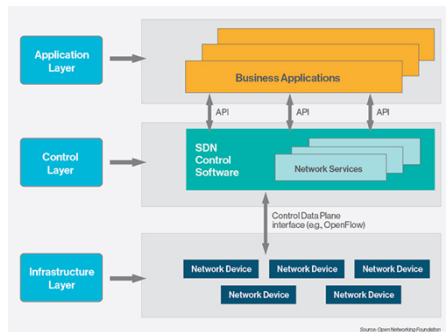 Application
Layer
Business Applications
API
API
API
Control
Layer
SDN
Control
Software
Network Services
Control Data Plane
interface (e.g., OpenFlow)
Infrastructure
Layer
Network Device
Network Device
Network Device
Network Device
Network Device
Source: Open Networking Foundation